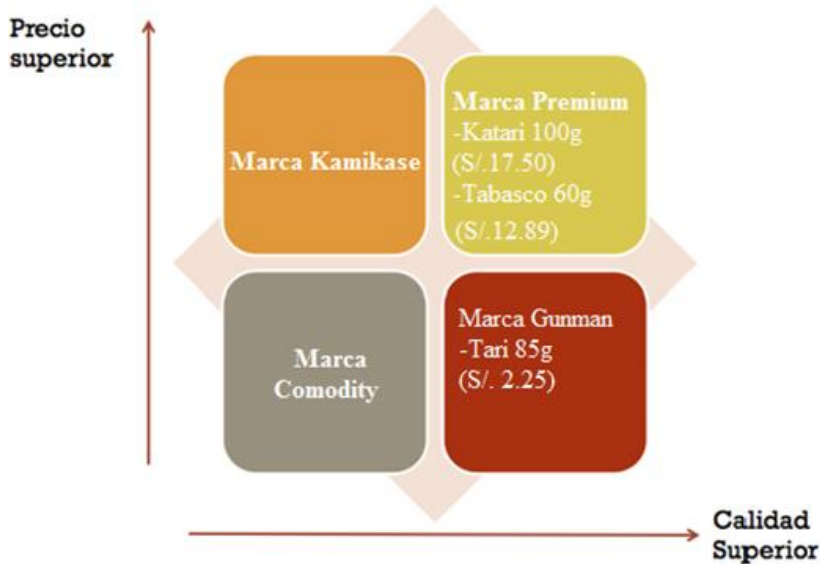 Precio
superior
Marca Kamikase
Marca Premium
-Katari 100g
(S/.17.50)
-Tabasco 60g
(S/.12.89)
Marca
Comodity
Marca Gunman
-Tari 85g
(S/. 2.25)
Calidad
Superior